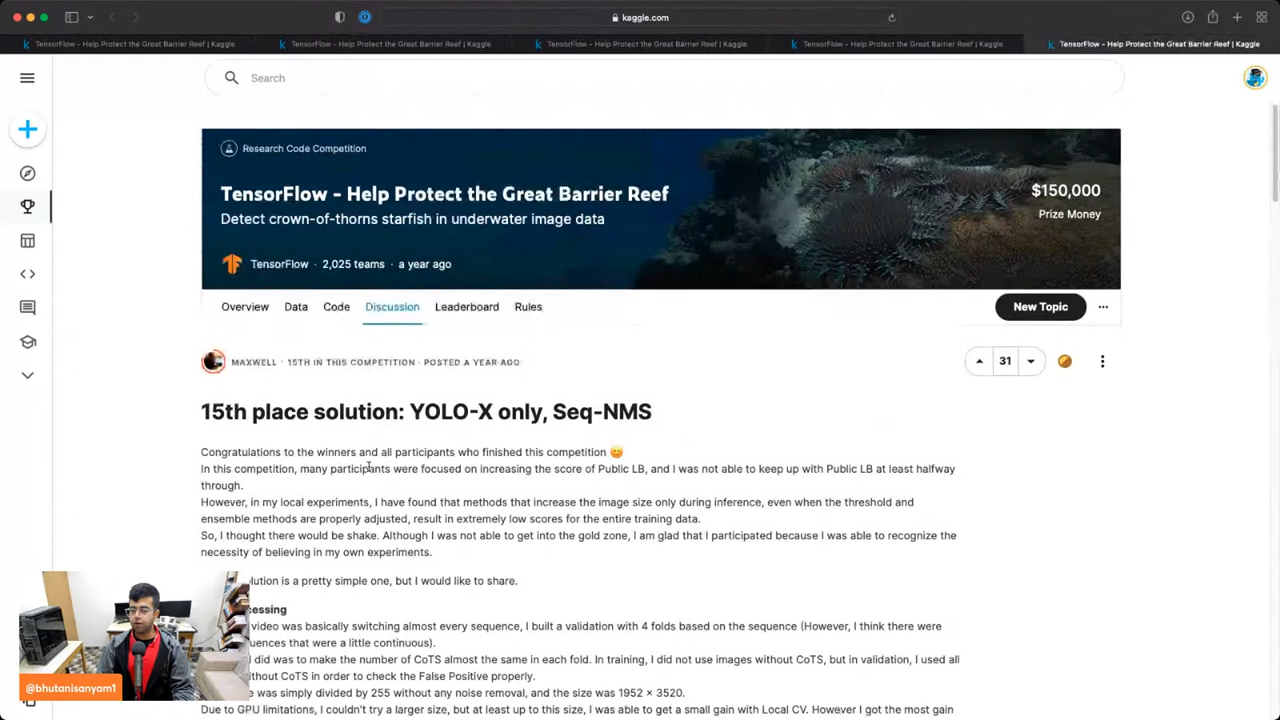 kaggle.com
TensorFlow - Help Protect the Great Barrier Reef | Kaggle
TensorFlow - Help Protect the Great Barrier Reef | Kaggle
TensorFlow - Help Protect the Great Barrier Reef | Kaggle
TensorFlow - Help Protect the Great Barrier Reef | Kaggle
TensorFlow - Help Protect the Great Barrier Reef | Kaggle
Search
Research Code Competition
TensorFlow - Help Protect the Great Barrier Reef
$150,000
Detect crown-of-thorns starfish in underwater image data
Prize Money
TensorFlow · 2,025 teams · a year ago
Overview Data Code Discussion Leaderboard Rules
New Topic
MAXWELL · 15TH IN THIS COMPETITION · POSTED A YEAR AGO
31
15th place solution: YOLO-X only, Seq-NMS
Congratulations to the winners and all participants who finished this competition
In this competition, many participants were focused on increasing the score of Public LB, and I was not able to keep up with Public LB at least halfway
through.
However, in my local experiments, I have found that methods that increase the image size only during inference, even when the threshold and
ensemble methods are properly adjusted, result in extremely low scores for the entire training data.
So, I thought there would be shake. Although I was not able to get into the gold zone, I am glad that I participated because I was able to recognize the
necessity of believing in my own experiments.
is a pretty simple one, but I would like to share.
video was basically switching almost every sequence, I built a validation with 4 folds based on the sequence (However, I think there were
that were a little continuous).
I did was to make the number of CoTS almost the same in each fold. In training, I did not use images without CoTS, but in validation, I used all
without CoTS in order to check the False Positive properly.
was simply divided by 255 without any noise removal, and the size was 1952 × 3520.
@bhutanisanyam1
Due to GPU limitations, I couldn't try a larger size, but at least up to this size, I was able to get a small gain with Local CV. However I got the most gain